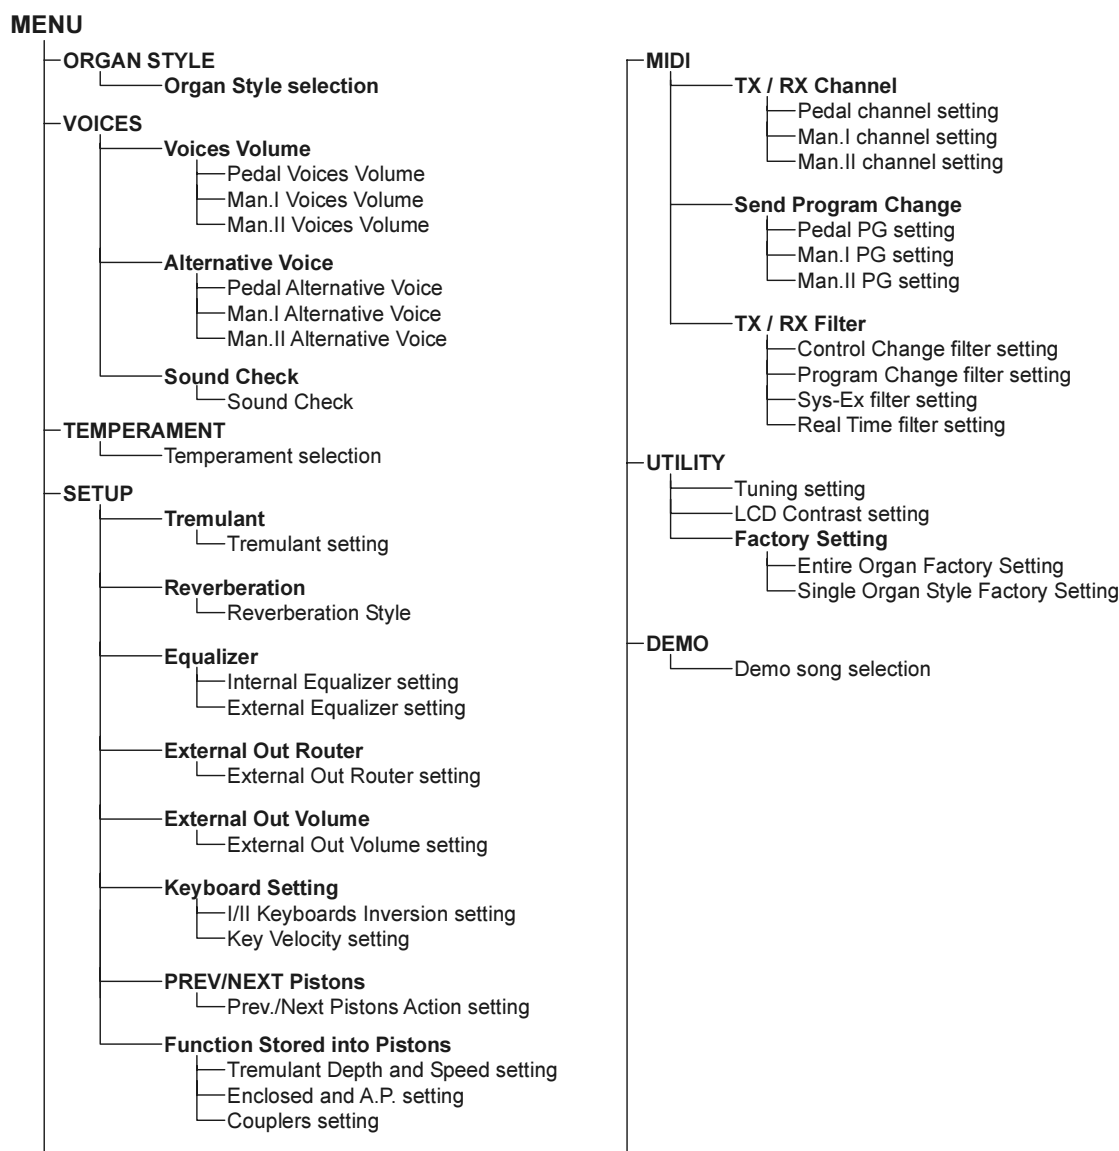 MENU
ORGAN STYLE
Organ Style selection
VOICES
Voices Volume
Pedal Voices Volume
Man.I Voices Volume
Man.II Voices Volume
Alternative Voice
Pedal Alternative Voice
Man.I Alternative Voice
Man.II Alternative Voice
Sound Check
Sound Check
TEMPERAMENT
Temperament selection
SETUP
Tremulant
Tremulant setting
Reverberation
Reverberation Style
Equalizer
Internal Equalizer setting
External Equalizer setting
External Out Router
External Out Router setting
External Out Volume
External Out Volume setting
Keyboard Setting
I/II Keyboards Inversion setting
Key Velocity setting
PREV/NEXT Pistons
Prev./Next Pistons Action setting
Function Stored into Pistons
Tremulant Depth and Speed setting
Enclosed and A.P. setting
Couplers setting
MIDI
TX / RX Channel
Pedal channel setting
Man.I channel setting
Man.II channel setting
Send Program Change
Pedal PG setting
Man.I PG setting
Man.II PG setting
TX / RX Filter
Control Change filter setting
Program Change filter setting
Sys-Ex filter setting
Real Time filter setting
UTILITY
Tuning setting
LCD Contrast setting
Factory Setting
Entire Organ Factory Setting
Single Organ Style Factory Setting
DEMO
Demo song selection